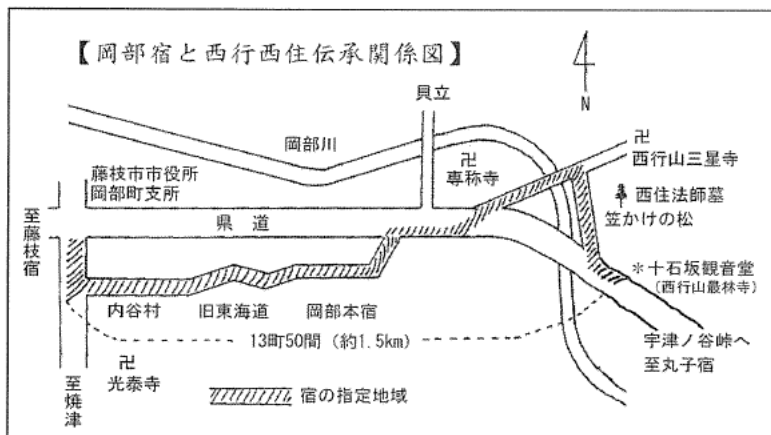 【岡部宿と西行西住伝承関係図】
N
貝立
岡部川
卍
専称寺
卍
西行山三星寺
西住法師墓
笠かけの松
藤枝市市役所
岡部町支所
至藤枝宿
県道
*十石坂観音堂
(西行山最林寺)
内谷村
旧東海道
岡部本宿
13町50間(約1.5km)
宇津ノ谷峠へ
至丸子宿
卍
光泰寺
至焼津
宿の指定地域